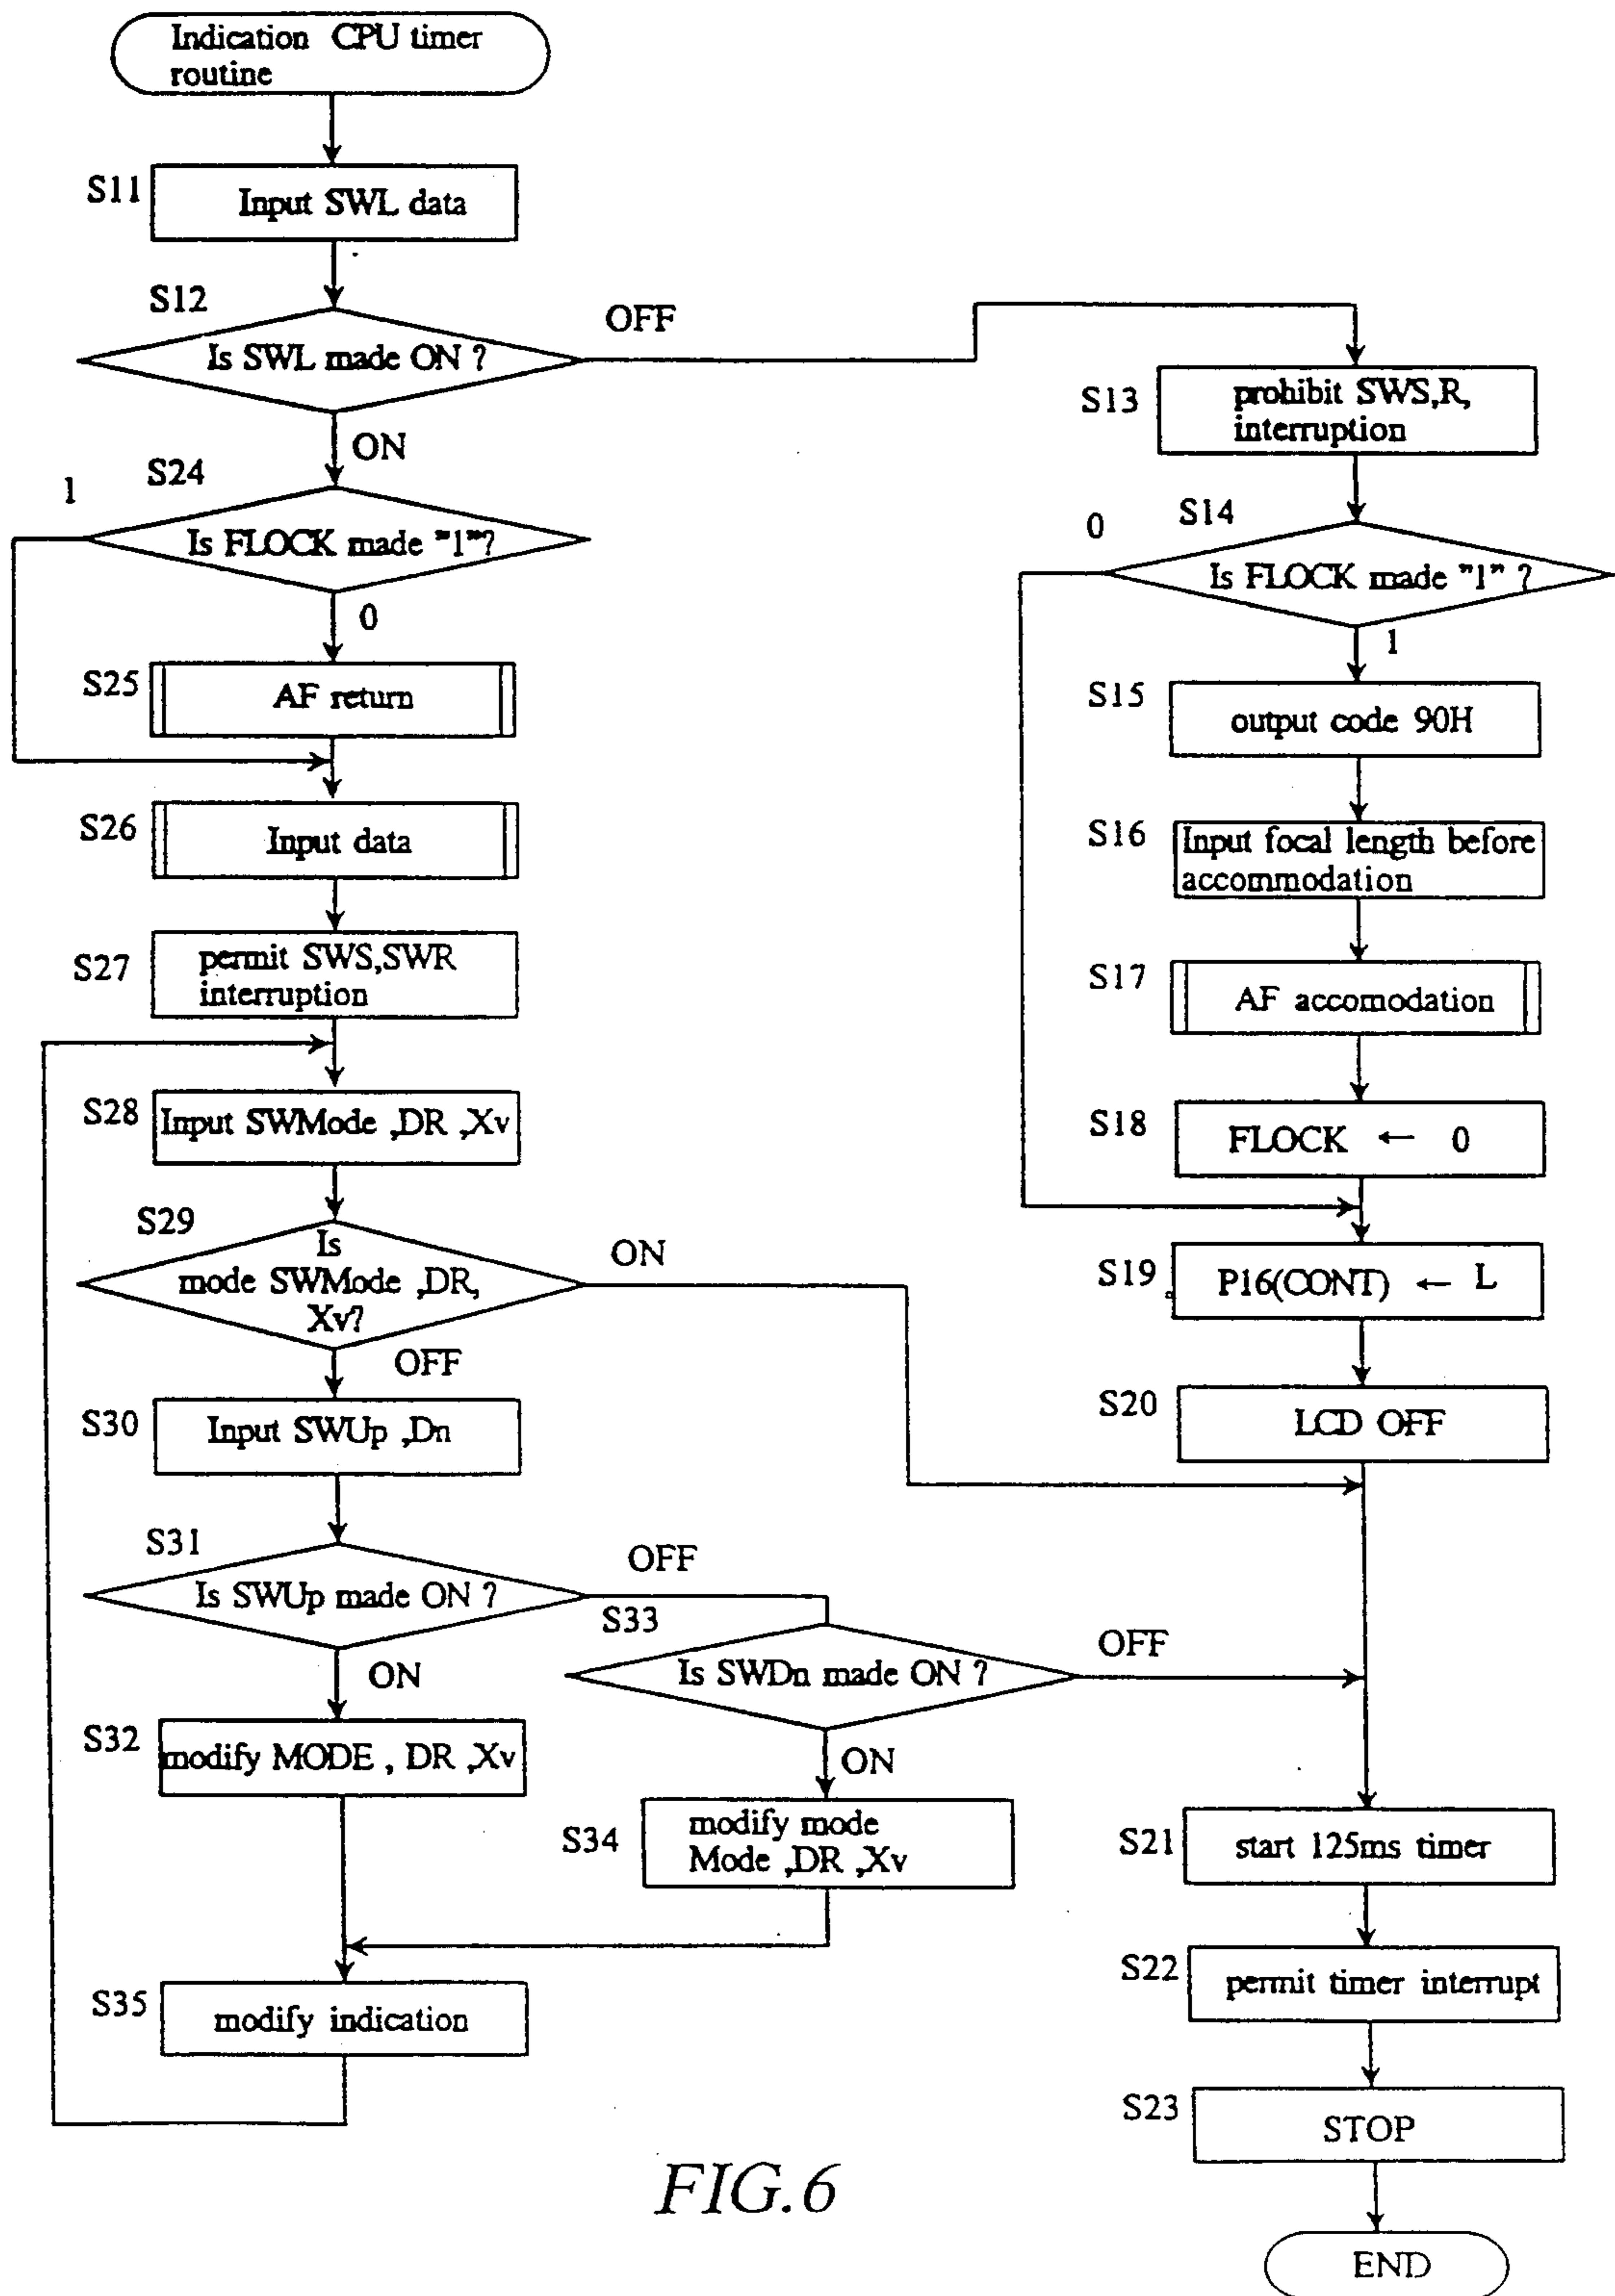 Indication CPU timer
routine
S11
Input SWL data
S12
Is SWL made ON ?
OFF
ON
S13
prohibit SWS,R,
interruption
S24
1
Is FLOCK made "1"?
0
S14
0
Is FLOCK made "1" ?
1
S25
AF return
S15
output code 90H
S26
Input data
S16
Input focal length before
accommodation
S27
permit SWS,SWR
interruption
S17
AF accomodation
S28
Input SWMode ,DR ,Xv
S18
FLOCK ← 0
S29
Is
mode SWMode ,DR,
Xv?
ON
OFF
S19
P16(CONT) ← L
S30
Input SWUp ,Dn
S20
LCD OFF
S31
Is SWUp made ON ?
OFF
ON
S33
Is SWDn made ON ?
OFF
ON
S32
modify MODE , DR ,Xv
S34
modify mode
Mode ,DR ,Xv
S21
start 125ms timer
S35
modify indication
S22
permit timer interrupt
S23
STOP
END
FIG.6